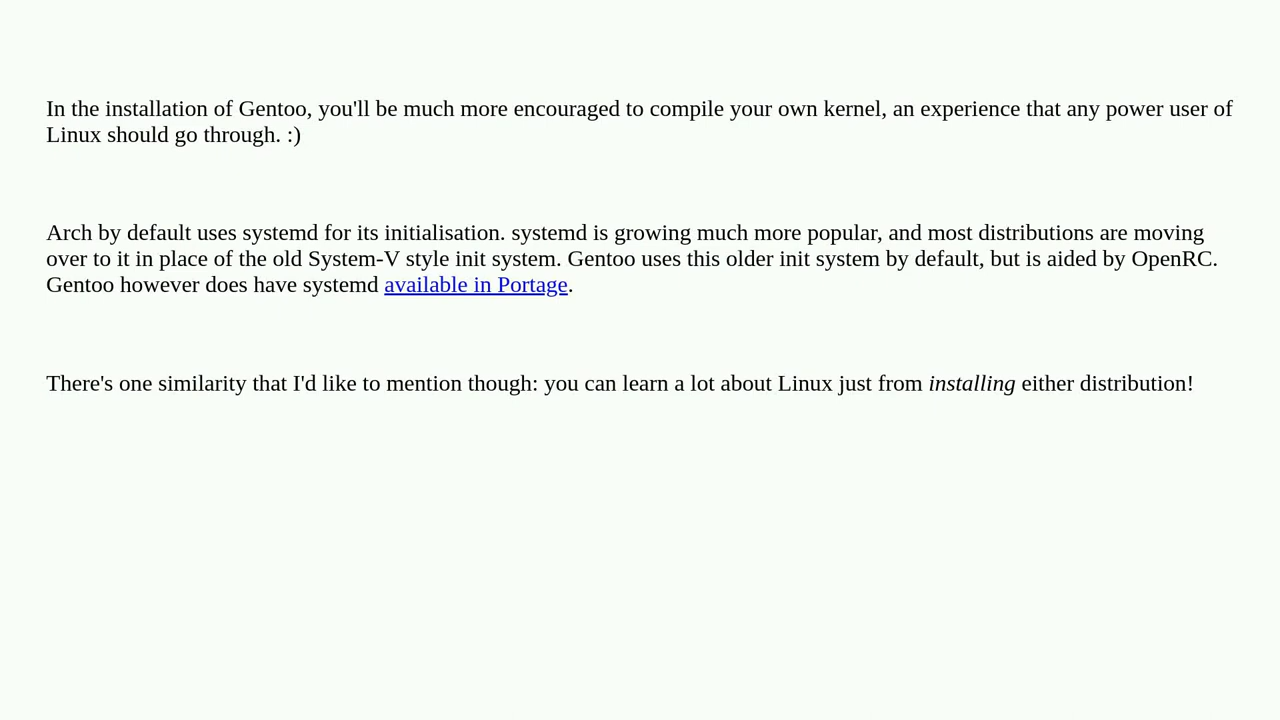 In the installation of Gentoo, you'll be much more encouraged to compile your own kernel, an experience that any power user of
Linux should go through. :)
Arch by default uses systemd for its initialisation. systemd is growing much more popular, and most distributions are moving
over to it in place of the old System-V style init system. Gentoo uses this older init system by default, but is aided by OpenRC.
Gentoo however does have systemd available in Portage.
There's one similarity that I'd like to mention though: you can learn a lot about Linux just from installing either distribution!